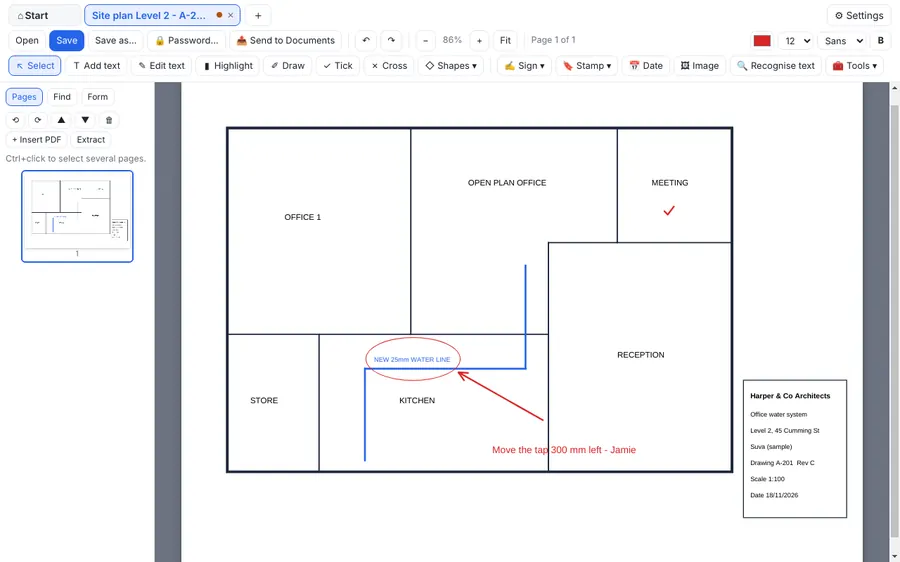 Start
Site plan Level 2 - A-2...
Settings
Open
Save
Save as...
Password...
Send to Documents
86%
Fit
Page 1 of 1
12
Sans
B
Select
T Add text
Edit text
Highlight
Draw
Tick
Cross
Shapes
Sign
Stamp
Date
Image
Recognise text
Tools
Pages
Find
Form
+ Insert PDF
Extract
Ctrl+click to select several pages.
1
OPEN PLAN OFFICE
MEETING
OFFICE 1
RECEPTION
NEW 25mm WATER LINE
STORE
KITCHEN
Move the tap 300 mm left - Jamie
Harper & Co Architects
Office water system
Level 2, 45 Cumming St
Suva (sample)
Drawing A-201 Rev C
Scale 1:100
Date 18/11/2026